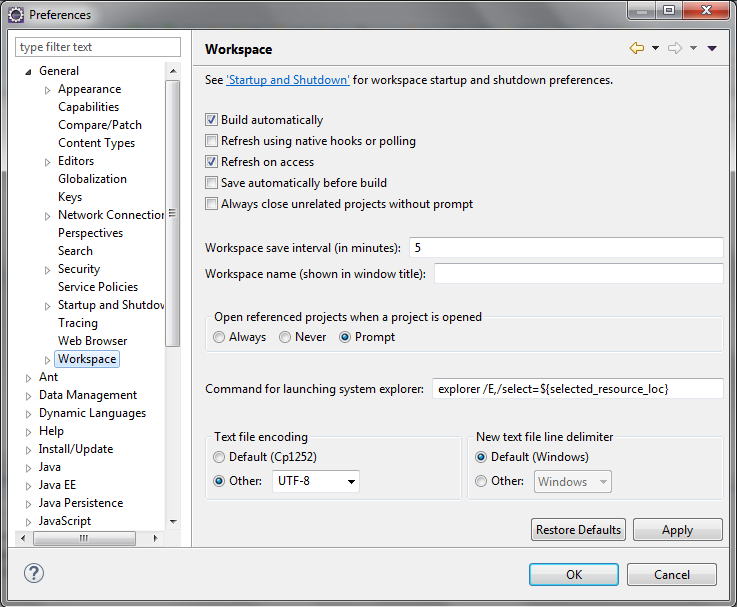 Preferences
type filter text
General
Appearance
Capabilities
Compare/Patch
Content Types
Editors
Globalization
Keys
Network Connection
Perspectives
Search
Security
Service Policies
Startup and Shutdow
Tracing
Web Browser
Workspace
Ant
Data Management
Dynamic Languages
Help
Install/Update
Java
Java EE
Java Persistence
JavaScript
Workspace
See 'Startup and Shutdown' for workspace startup and shutdown preferences.
Build automatically
Refresh using native hooks or polling
Refresh on access
Save automatically before build
Always close unrelated projects without prompt
Workspace save interval (in minutes): 5
Workspace name (shown in window title):
Open referenced projects when a project is opened
Always Never Prompt
Command for launching system explorer: explorer /E,/select=${selected_resource_loc}
Text file encoding
Default (Cp1252)
Other: UTF-8
New text file line delimiter
Default (Windows)
Other: Windows
Restore Defaults Apply
OK Cancel